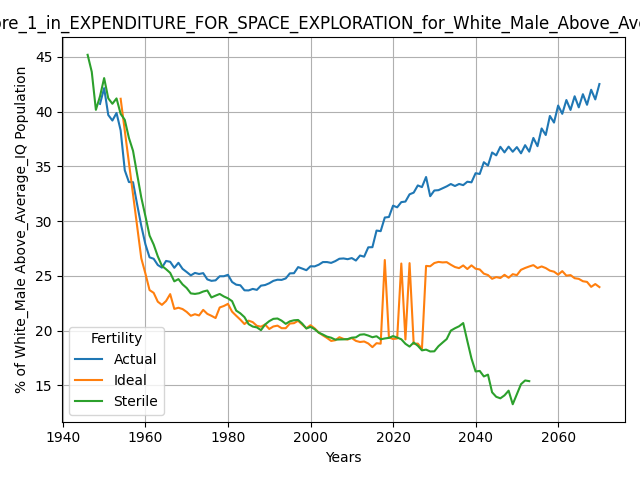 ore_1_in_EXPENDITURE_FOR_SPACE_EXPLORATION_for_White_Male_Above_Ave
% of White_Male Above_Average_IQ Population
45
40
35
30
25
20
15
Fertility
Actual
Ideal
Sterile
1940 1960 1980 2000 2020 2040 2060
Years